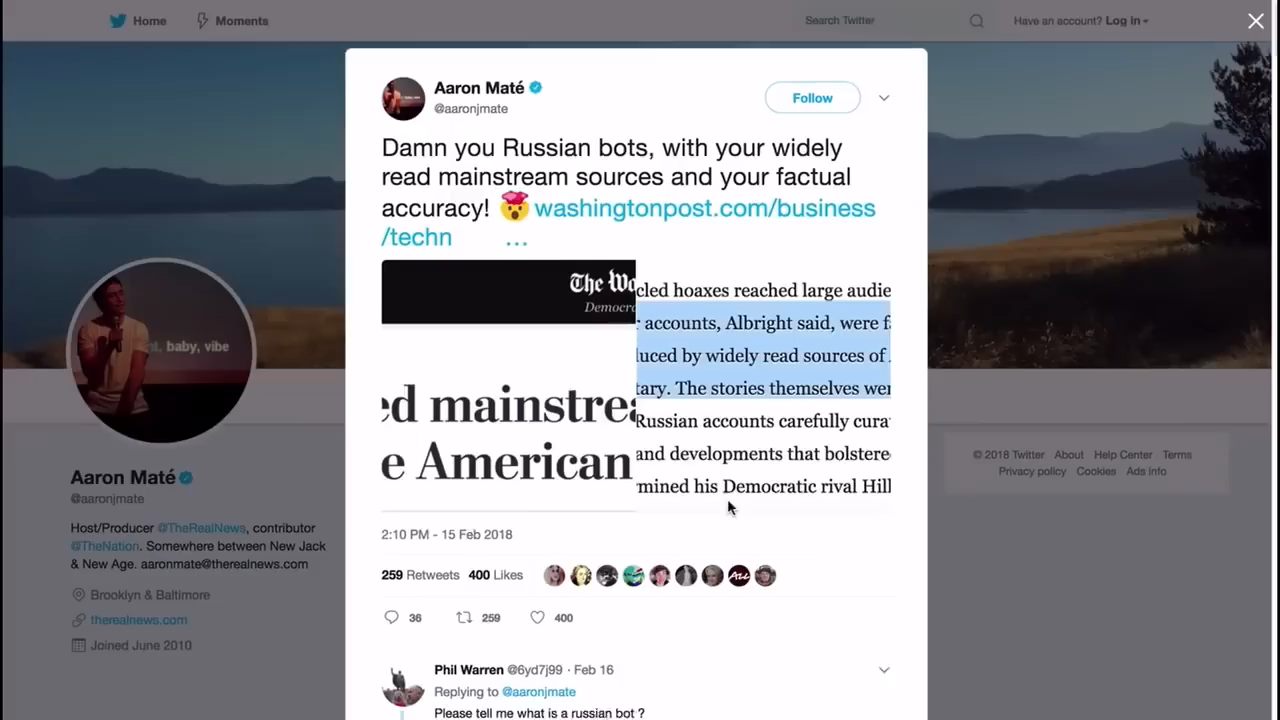 Home
Moments
Search Twitter
Have an account? Log in
Aaron Maté
@aaronjmate
Follow
Damn you Russian bots, with your widely
read mainstream sources and your factual
accuracy! washingtonpost.com/business
/techn ...
The Wo
Democra
ed mainstrea
e American
cled hoaxes reached large audie
r accounts, Albright said, were f
duced by widely read sources of
tary. The stories themselves wer
Russian accounts carefully cura
and developments that bolstere
rmined his Democratic rival Hill
2:10 PM - 15 Feb 2018
259 Retweets 400 Likes
36 259 400
Phil Warren @6yd7j99 · Feb 16
Replying to @aaronjmate
Please tell me what is a russian bot ?
, baby, vibe
Aaron Maté
@aaronjmate
Host/Producer @TheRealNews, contributor
@TheNation. Somewhere between New Jack
& New Age. aaronmate@therealnews.com
Brooklyn & Baltimore
therealnews.com
Joined June 2010
© 2018 Twitter About Help Center Terms
Privacy policy Cookies Ads info